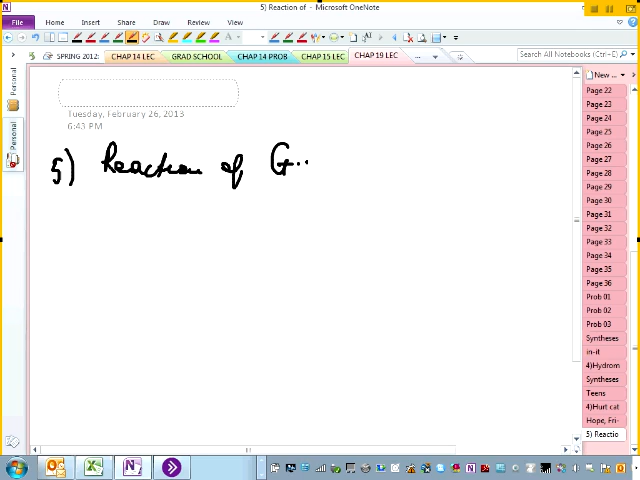 5) Reaction of - Microsoft OneNote
File Home Insert Share Draw Review View
SPRING 2012: CHAP 14 LEC GRAD SCHOOL CHAP 14 PROB CHAP 15 LEC CHAP 19 LEC ... Search All Notebooks (Ctrl+E)
Personal
Personal
Tuesday, February 26, 2013
6:43 PM
5) Reaction of G
New ...
Page 22
Page 23
Page 24
Page 25
Page 26
Page 27
Page 28
Page 29
Page 30
Page 31
Page 32
Page 33
Page 34
Page 35
Page 36
Prob 01
Prob 02
Prob 03
Syntheses
in-it
4)Hydrom
Syntheses
Teens
4)Hurt cat
Hope, Fri-
5) Reactio